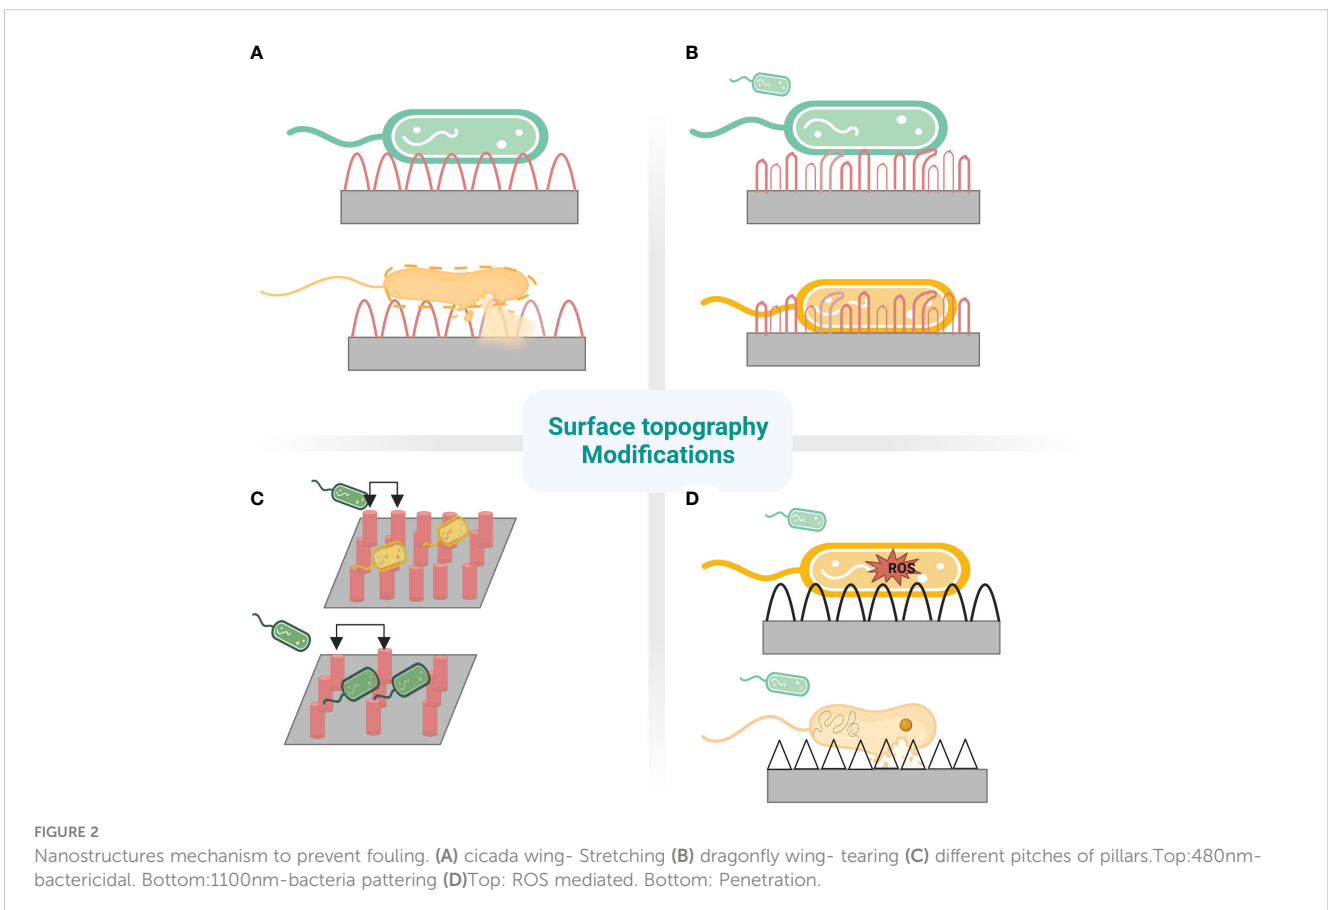 A
B
Surface topography
Modifications
C
D
ROS
FIGURE 2
Nanostructures mechanism to prevent fouling. (A) cicada wing- Stretching (B) dragonfly wing- tearing (C) different pitches of pillars.Top:480nm-
bactericidal. Bottom:1100nm-bacteria pattering (D)Top: ROS mediated. Bottom: Penetration.